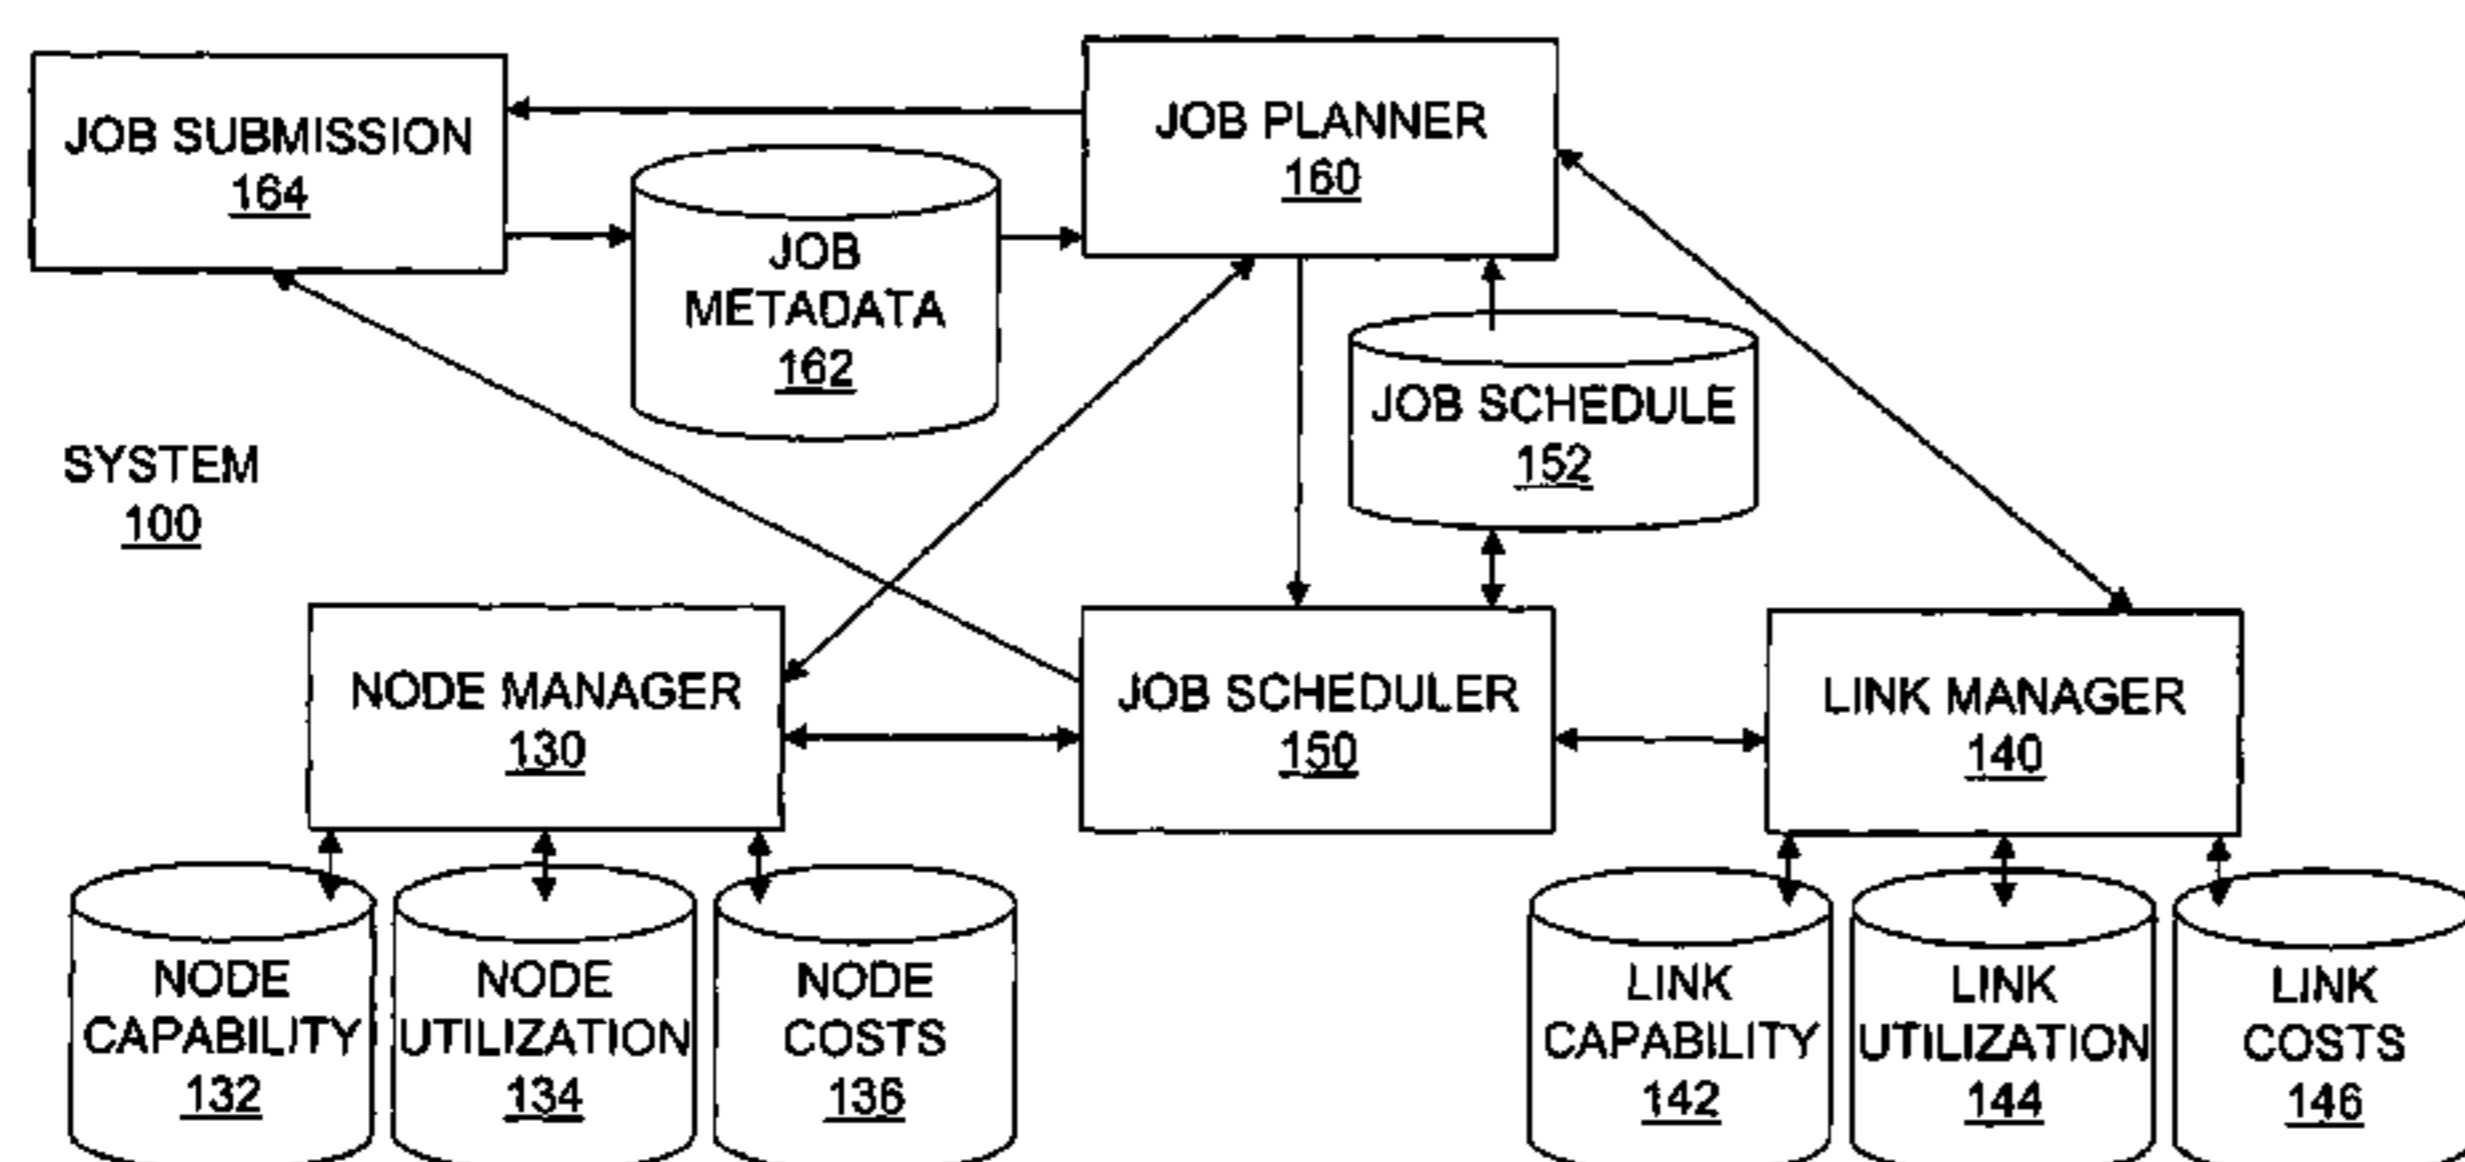 JOB SUBMISSION
164
JOB PLANNER
160
JOB
METADATA
162
JOB SCHEDULE
152
SYSTEM
100
NODE MANAGER
130
JOB SCHEDULER
150
LINK MANAGER
140
NODE
CAPABILITY
132
NODE
UTILIZATION
134
NODE
COSTS
136
LINK
CAPABILITY
142
LINK
UTILIZATION
144
LINK
COSTS
146